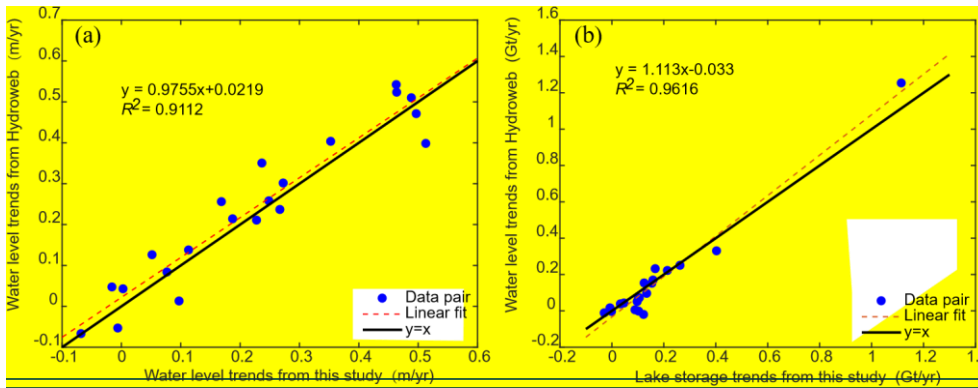 (a)
y = 0.9755x+0.0219
R² = 0.9112
Water level trends from Hydroweb (m/yr)
0.7
0.6
0.5
0.4
0.3
0.2
0.1
0
-0.1
-0.1 0 0.1 0.2 0.3 0.4 0.5 0.6
Water level trends from this study (m/yr)
Data pair
Linear fit
y=x
(b)
y = 1.113x-0.033
R² = 0.9616
Water level trends from Hydroweb (Gt/yr)
1.6
1.4
1.2
1
0.8
0.6
0.4
0.2
0
-0.2
-0.2 0 0.2 0.4 0.6 0.8 1 1.2 1.4
Lake storage trends from this study (Gt/yr)
Data pair
Linear fit
y=x